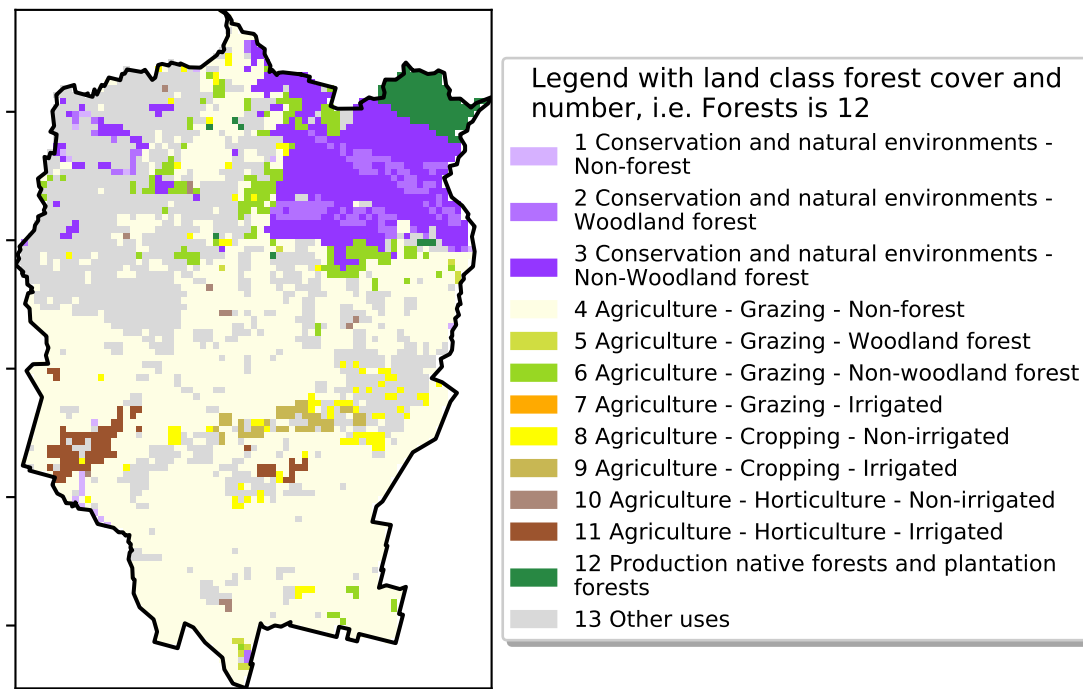 Legend with land class forest cover and
number, i.e. Forests is 12
1 Conservation and natural environments -
Non-forest
2 Conservation and natural environments -
Woodland forest
3 Conservation and natural environments -
Non-Woodland forest
4 Agriculture - Grazing - Non-forest
5 Agriculture - Grazing - Woodland forest
6 Agriculture - Grazing - Non-woodland forest
7 Agriculture - Grazing - Irrigated
8 Agriculture - Cropping - Non-irrigated
9 Agriculture - Cropping - Irrigated
10 Agriculture - Horticulture - Non-irrigated
11 Agriculture - Horticulture - Irrigated
12 Production native forests and plantation
forests
13 Other uses